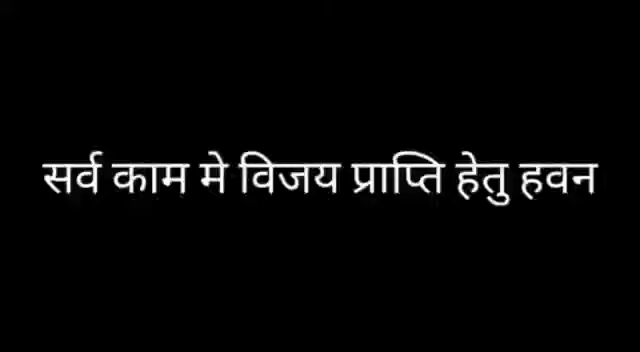 सर्व काम मे विजय प्राप्ति हेतु हवन